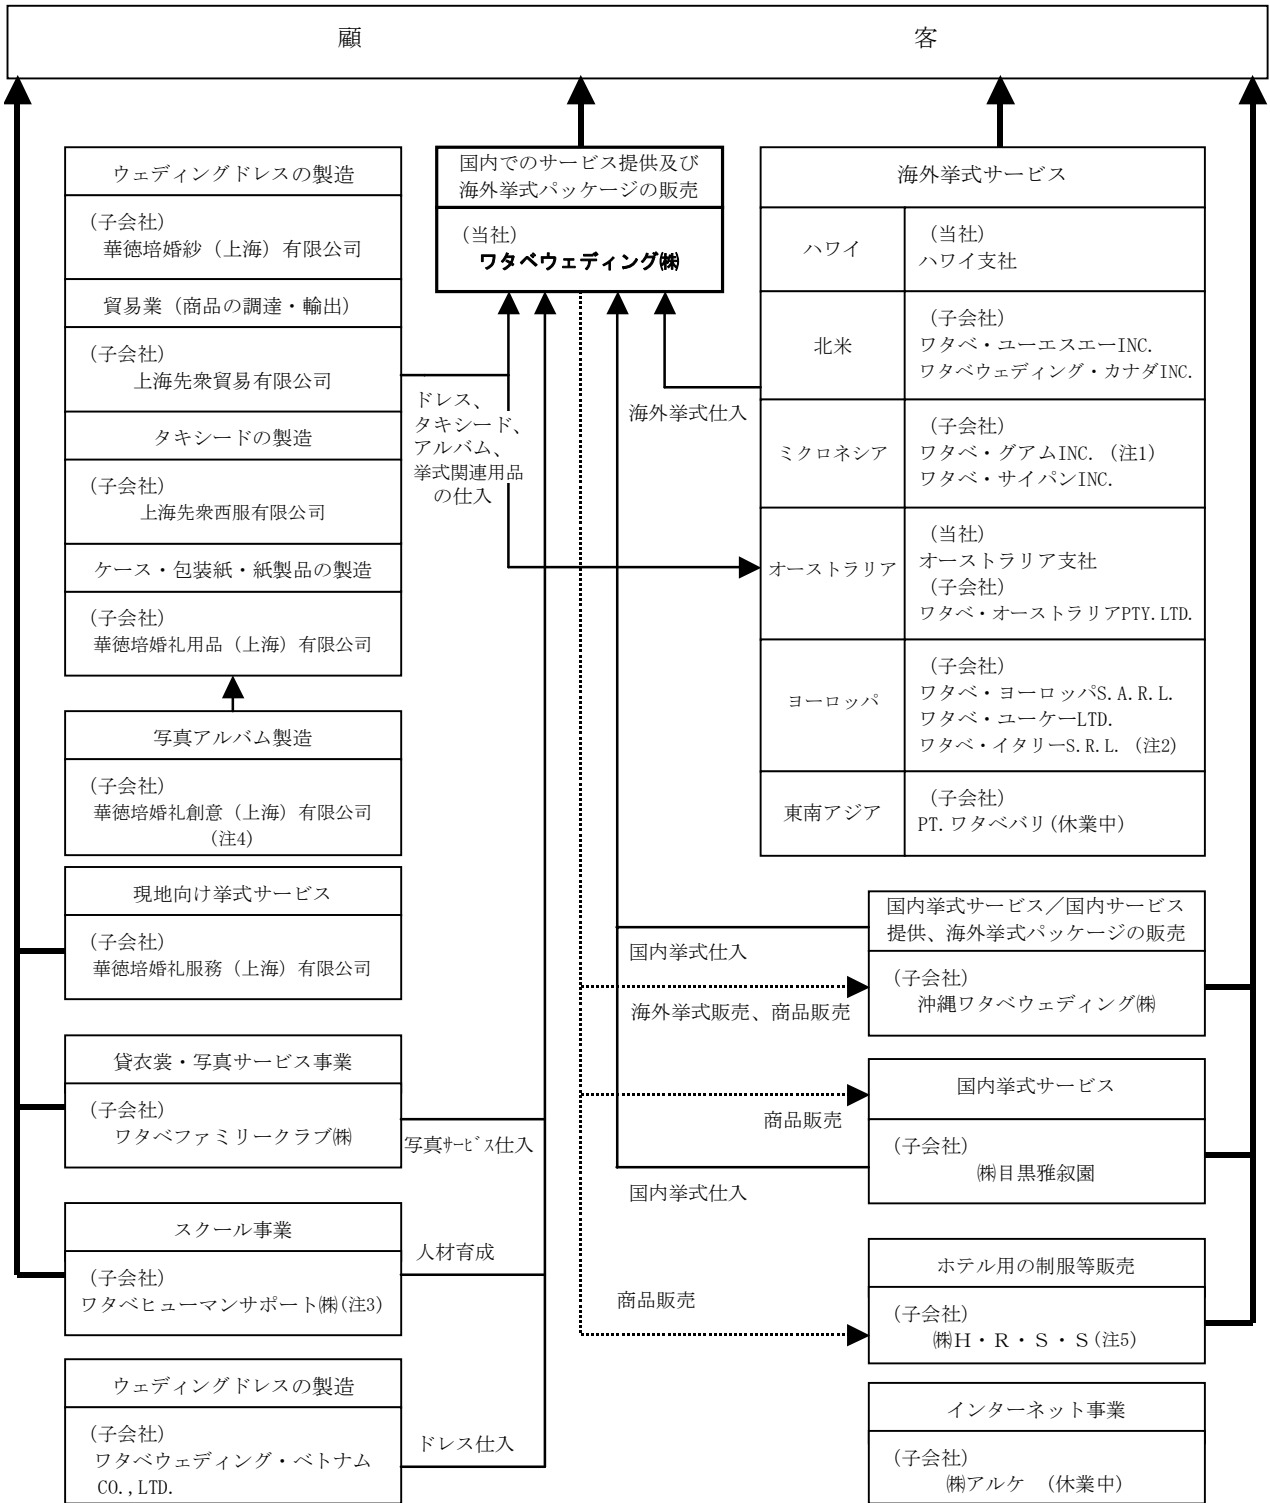 顧客
ウェディングドレスの製造
(子会社)
華徳培婚紗（上海）有限公司
貿易業（商品の調達・輸出）
(子会社)
上海先衆貿易有限公司
タキシードの製造
(子会社)
上海先衆西服有限公司
ケース・包装紙・紙製品の製造
(子会社)
華徳培婚礼用品（上海）有限公司
写真アルバム製造
(子会社)
華徳培婚礼創意（上海）有限公司
(注4)
現地向け挙式サービス
(子会社)
華徳培婚礼服務（上海）有限公司
貸衣裳・写真サービス事業
(子会社)
ワタベファミリークラブ㈱
スクール事業
(子会社)
ワタベヒューマンサポート㈱(注3)
ウェディングドレスの製造
(子会社)
ワタベウェディング・ベトナム
CO.,LTD.
国内でのサービス提供及び
海外挙式パッケージの販売
(当社)
ワタベウェディング㈱
ドレス、
タキシード、
アルバム、
挙式関連用品
の仕入
海外挙式仕入
写真ｻｰﾋﾞｽ仕入
人材育成
ドレス仕入
国内挙式仕入
海外挙式販売、商品販売
商品販売
国内挙式仕入
商品販売
海外挙式サービス
ハワイ
(当社)
ハワイ支社
北米
(子会社)
ワタベ・ユーエスエーINC.
ワタベウェディング・カナダINC.
ミクロネシア
(子会社)
ワタベ・グアムINC.（注1）
ワタベ・サイパンINC.
オーストラリア
(当社)
オーストラリア支社
(子会社)
ワタベ・オーストラリアPTY.LTD.
ヨーロッパ
(子会社)
ワタベ・ヨーロッパS.A.R.L.
ワタベ・ユーケーLTD.
ワタベ・イタリーS.R.L.（注2）
東南アジア
(子会社)
PT.ワタベバリ(休業中)
国内挙式サービス／国内サービス
提供、海外挙式パッケージの販売
(子会社)
沖縄ワタベウェディング㈱
国内挙式サービス
(子会社)
㈱目黒雅叙園
ホテル用の制服等販売
(子会社)
㈱Ｈ・Ｒ・Ｓ・Ｓ(注5)
インターネット事業
(子会社)
㈱アルケ　(休業中)